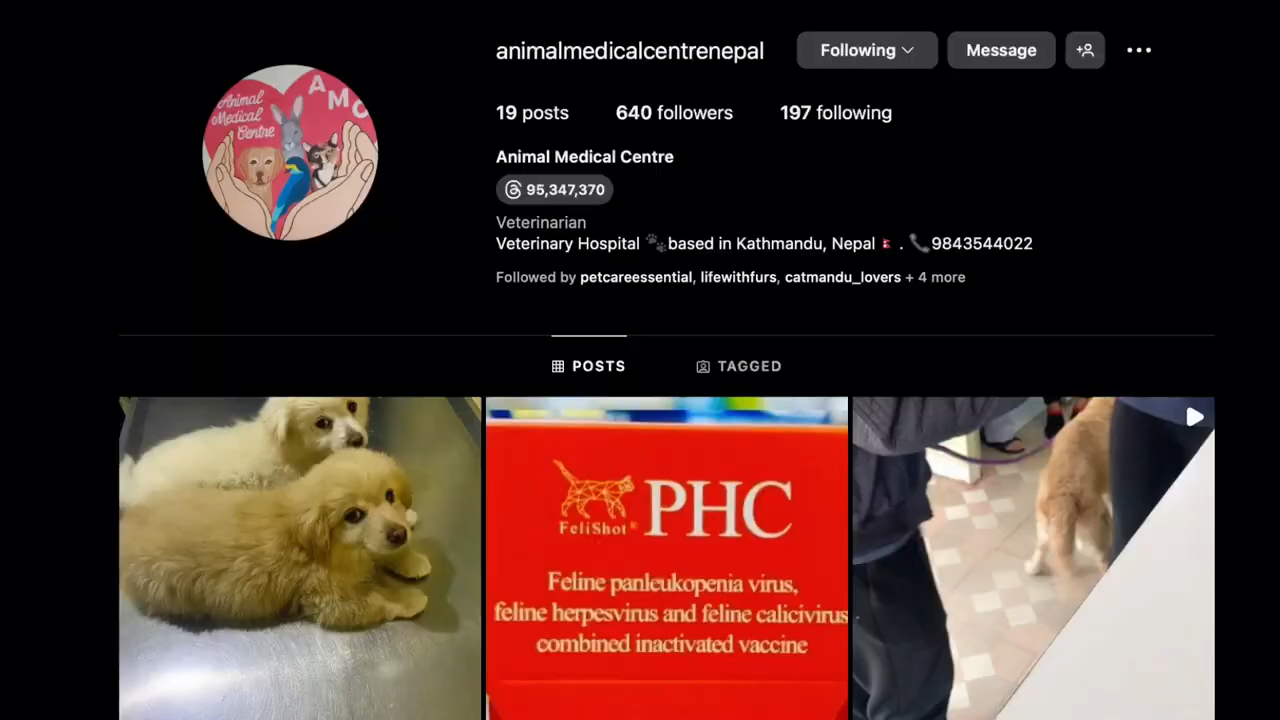 animalmedicalcentrenepal
Following
Message
19 posts
640 followers
197 following
Animal Medical Centre
95,347,370
Veterinarian
Veterinary Hospital 🐾based in Kathmandu, Nepal 🇳🇵 . 📞9843544022
Followed by petcareessential, lifewithfurs, catmandu_lovers + 4 more
Animal
Medical
Centre
AMC
POSTS
TAGGED
FeliShot®
PHC
Feline panleukopenia virus,
feline herpesvirus and feline calicivirus
combined inactivated vaccine